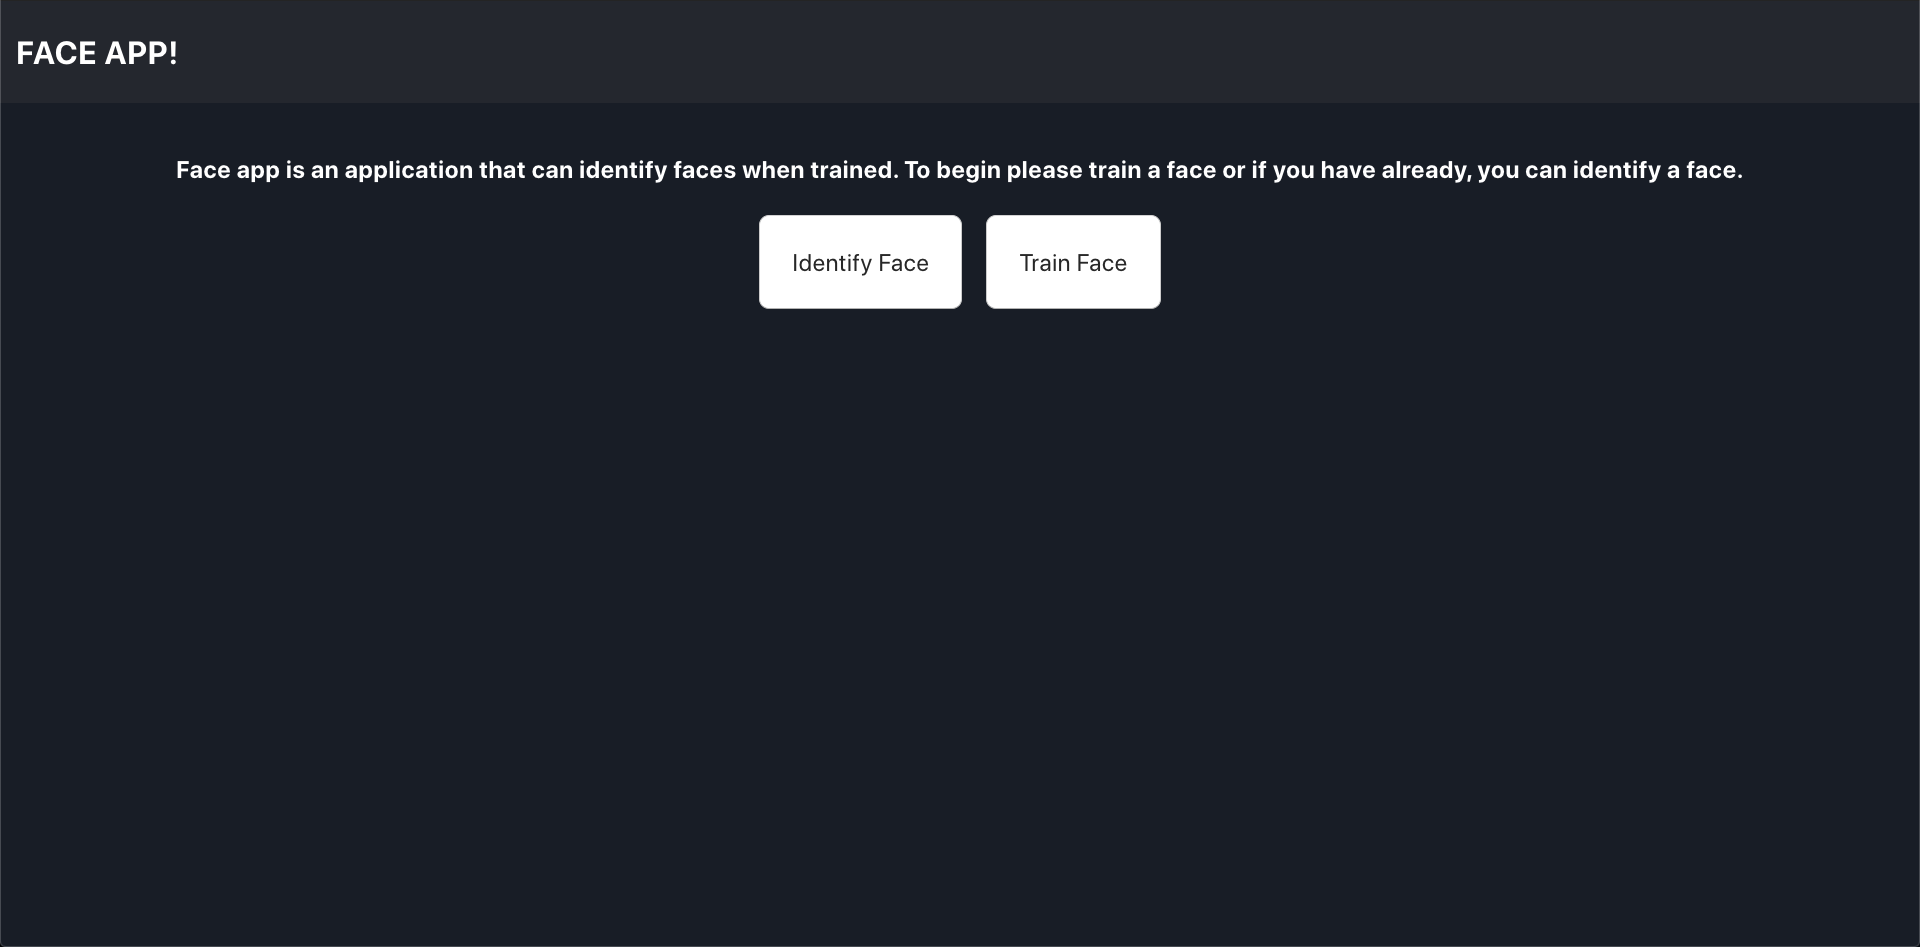 FACE APP!
Face app is an application that can identify faces when trained. To begin please train a face or if you have already, you can identify a face.
Identify Face
Train Face